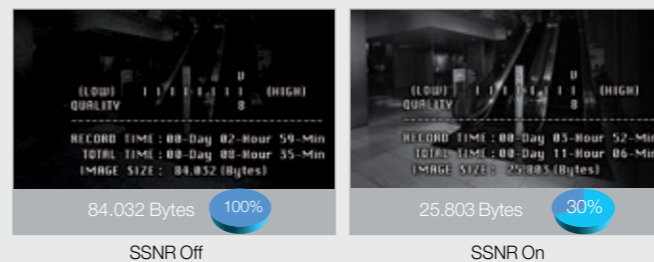 U
(LOW) I I I I I I I I (HIGH)
QUALITY 8
RECORD TIME:00-Day 02-Hour 59-Min
TOTAL TIME:00-Day 08-Hour 35-Min
IMAGE SIZE: 84.032 (Bytes)
84.032 Bytes 100%
SSNR Off
U
(LOW) I I I I I I I I (HIGH)
QUALITY 8
RECORD TIME:00-Day 03-Hour 52-Min
TOTAL TIME:00-Day 11-Hour 06-Min
IMAGE SIZE: 25.803 (Bytes)
25.803 Bytes 30%
SSNR On